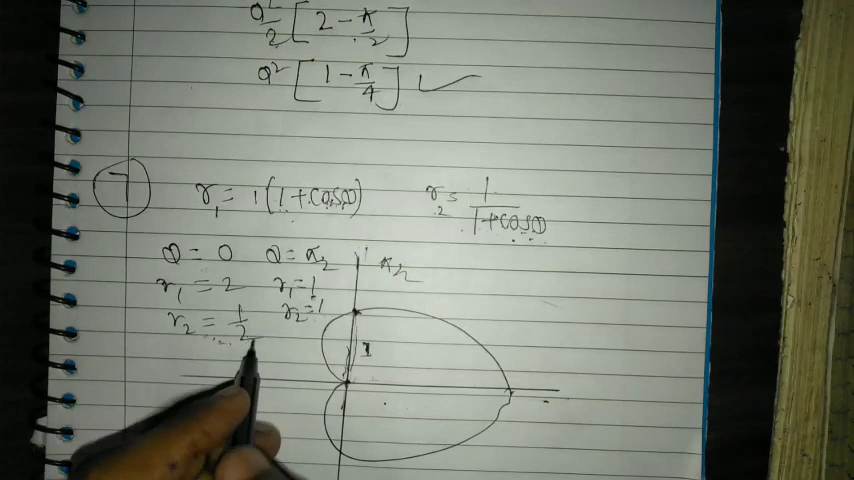 a²/2 [ 2 - π/2 ]
a² [ 1 - π/4 ] ✓
7 r₁ = 1(1+cosθ) r₂ = 1/(1+cosθ)
θ = 0 θ = π/2 π/2
r₁ = 2 r₁ = 1
r₂ = 1/2 r₂ = 1
1